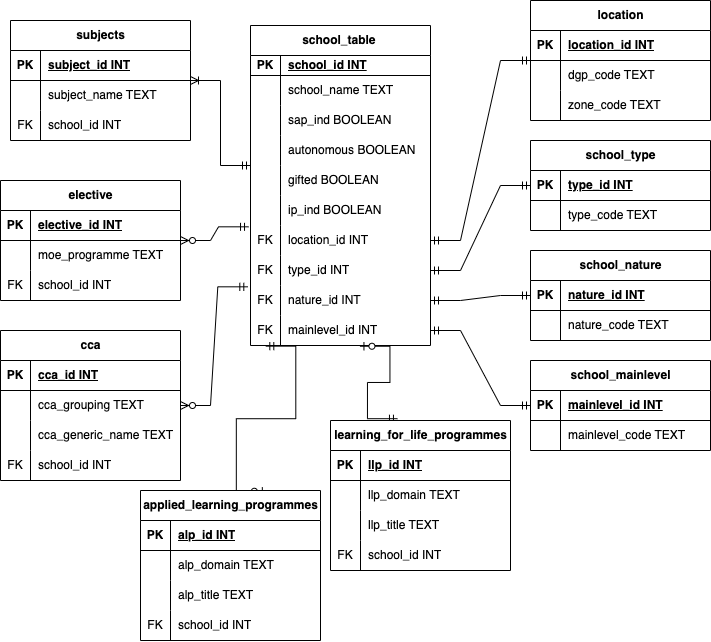 subjects
PK subject_id INT
subject_name TEXT
FK school_id INT
elective
PK elective_id INT
moe_programme TEXT
FK school_id INT
cca
PK cca_id INT
cca_grouping TEXT
cca_generic_name TEXT
FK school_id INT
school_table
PK school_id INT
school_name TEXT
sap_ind BOOLEAN
autonomous BOOLEAN
gifted BOOLEAN
ip_ind BOOLEAN
FK location_id INT
FK type_id INT
FK nature_id INT
FK mainlevel_id INT
location
PK location_id INT
dgp_code TEXT
zone_code TEXT
school_type
PK type_id INT
type_code TEXT
school_nature
PK nature_id INT
nature_code TEXT
school_mainlevel
PK mainlevel_id INT
mainlevel_code TEXT
learning_for_life_programmes
PK llp_id INT
llp_domain TEXT
llp_title TEXT
FK school_id INT
applied_learning_programmes
PK alp_id INT
alp_domain TEXT
alp_title TEXT
FK school_id INT